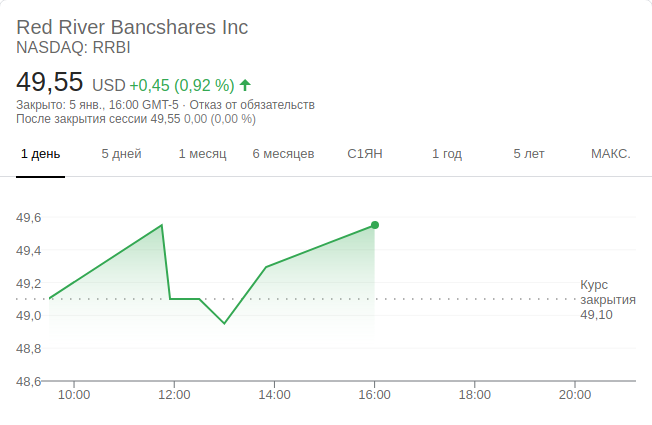 Red River Bancshares Inc
NASDAQ: RRBI
49,55 USD +0,45 (0,92 %)
Закрыто: 5 янв., 16:00 GMT-5 · Отказ от обязательств
После закрытия сессии 49,55 0,00 (0,00 %)
1 день 5 дней 1 месяц 6 месяцев С1ЯН 1 год 5 лет МАКС.
49,6
49,4
49,2
49,0
48,8
48,6
Курс
закрытия
49,10
10:00 12:00 14:00 16:00 18:00 20:00